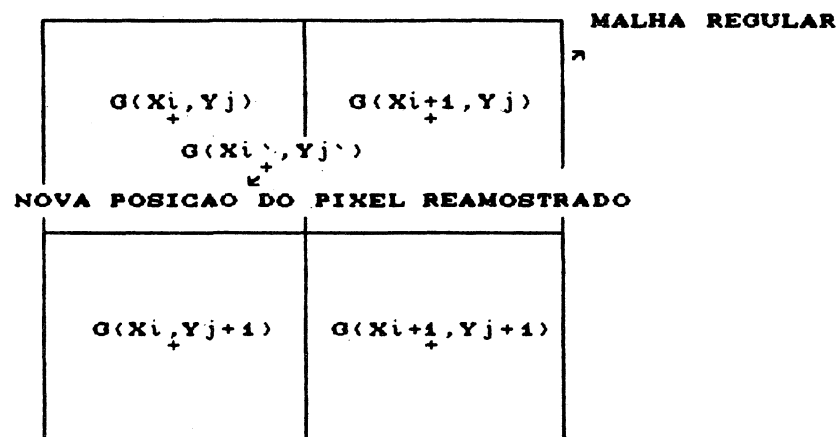 MALHA REGULAR
G(Xi,Yj) G(Xi+1,Yj)
G(Xi`,Yj`)
NOVA POSICAO DO PIXEL REAMOSTRADO
G(Xi,Yj+1) G(Xi+1,Yj+1)